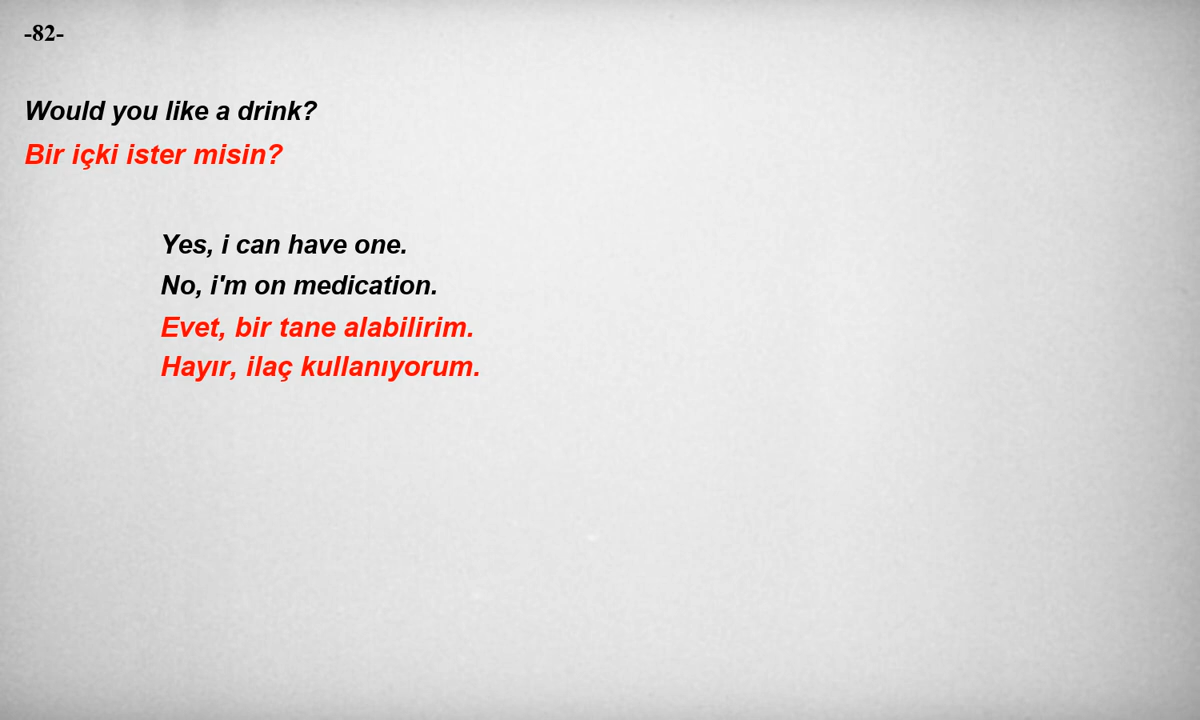 -82-
Would you like a drink?
Bir içki ister misin?
Yes, i can have one.
No, i'm on medication.
Evet, bir tane alabilirim.
Hayır, ilaç kullanıyorum.